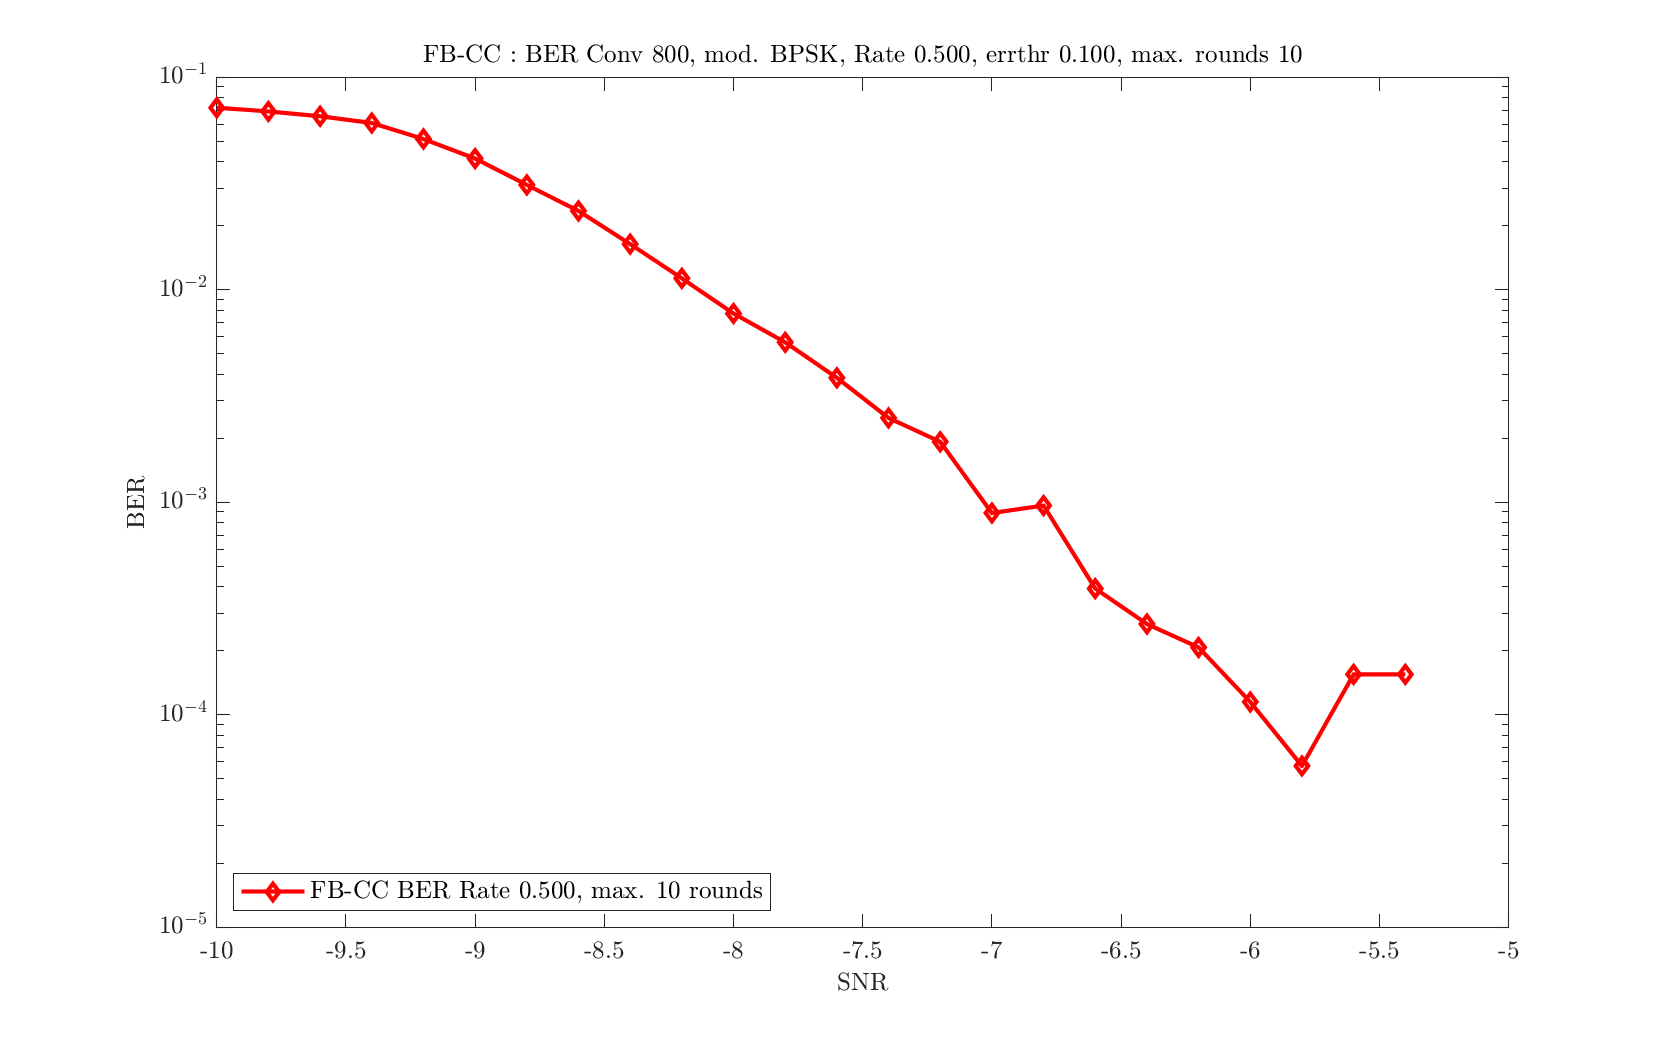 FB-CC : BER Conv 800, mod. BPSK, Rate 0.500, errthr 0.100, max. rounds 10
10⁻¹
10⁻²
10⁻³
10⁻⁴
10⁻⁵
BER
FB-CC BER Rate 0.500, max. 10 rounds
-10 -9.5 -9 -8.5 -8 -7.5 -7 -6.5 -6 -5.5 -5
SNR